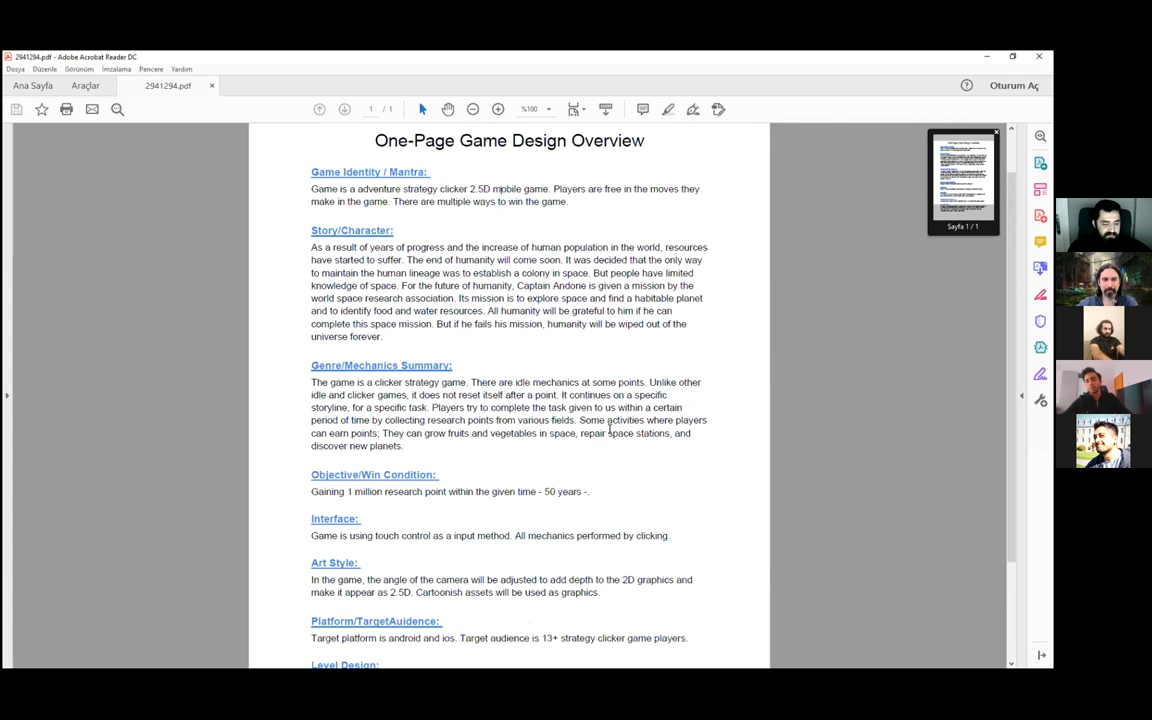 2941294.pdf - Adobe Acrobat Reader DC
Dosya Düzenle Görünüm İmzalama Pencere Yardım
Ana Sayfa Araçlar 2941294.pdf × Oturum Aç
1 / 1 %100
One-Page Game Design Overview
Game Identity / Mantra:
Game is a adventure strategy clicker 2.5D mobile game. Players are free in the moves they
make in the game. There are multiple ways to win the game.
Story/Character:
As a result of years of progress and the increase of human population in the world, resources
have started to suffer. The end of humanity will come soon. It was decided that the only way
to maintain the human lineage was to establish a colony in space. But people have limited
knowledge of space. For the future of humanity, Captain Andone is given a mission by the
world space research association. Its mission is to explore space and find a habitable planet
and to identify food and water resources. All humanity will be grateful to him if he can
complete this space mission. But if he fails his mission, humanity will be wiped out of the
universe forever.
Genre/Mechanics Summary:
The game is a clicker strategy game. There are idle mechanics at some points. Unlike other
idle and clicker games, it does not reset itself after a point. It continues on a specific
storyline, for a specific task. Players try to complete the task given to us within a certain
period of time by collecting research points from various fields. Some activities where players
can earn points; They can grow fruits and vegetables in space, repair space stations, and
discover new planets.
Objective/Win Condition:
Gaining 1 million research point within the given time - 50 years -.
Interface:
Game is using touch control as a input method. All mechanics performed by clicking.
Art Style:
In the game, the angle of the camera will be adjusted to add depth to the 2D graphics and
make it appear as 2.5D. Cartoonish assets will be used as graphics.
Platform/TargetAuidence:
Target platform is android and ios. Target audience is 13+ strategy clicker game players.
Level Design:
Sayfa 1 / 1